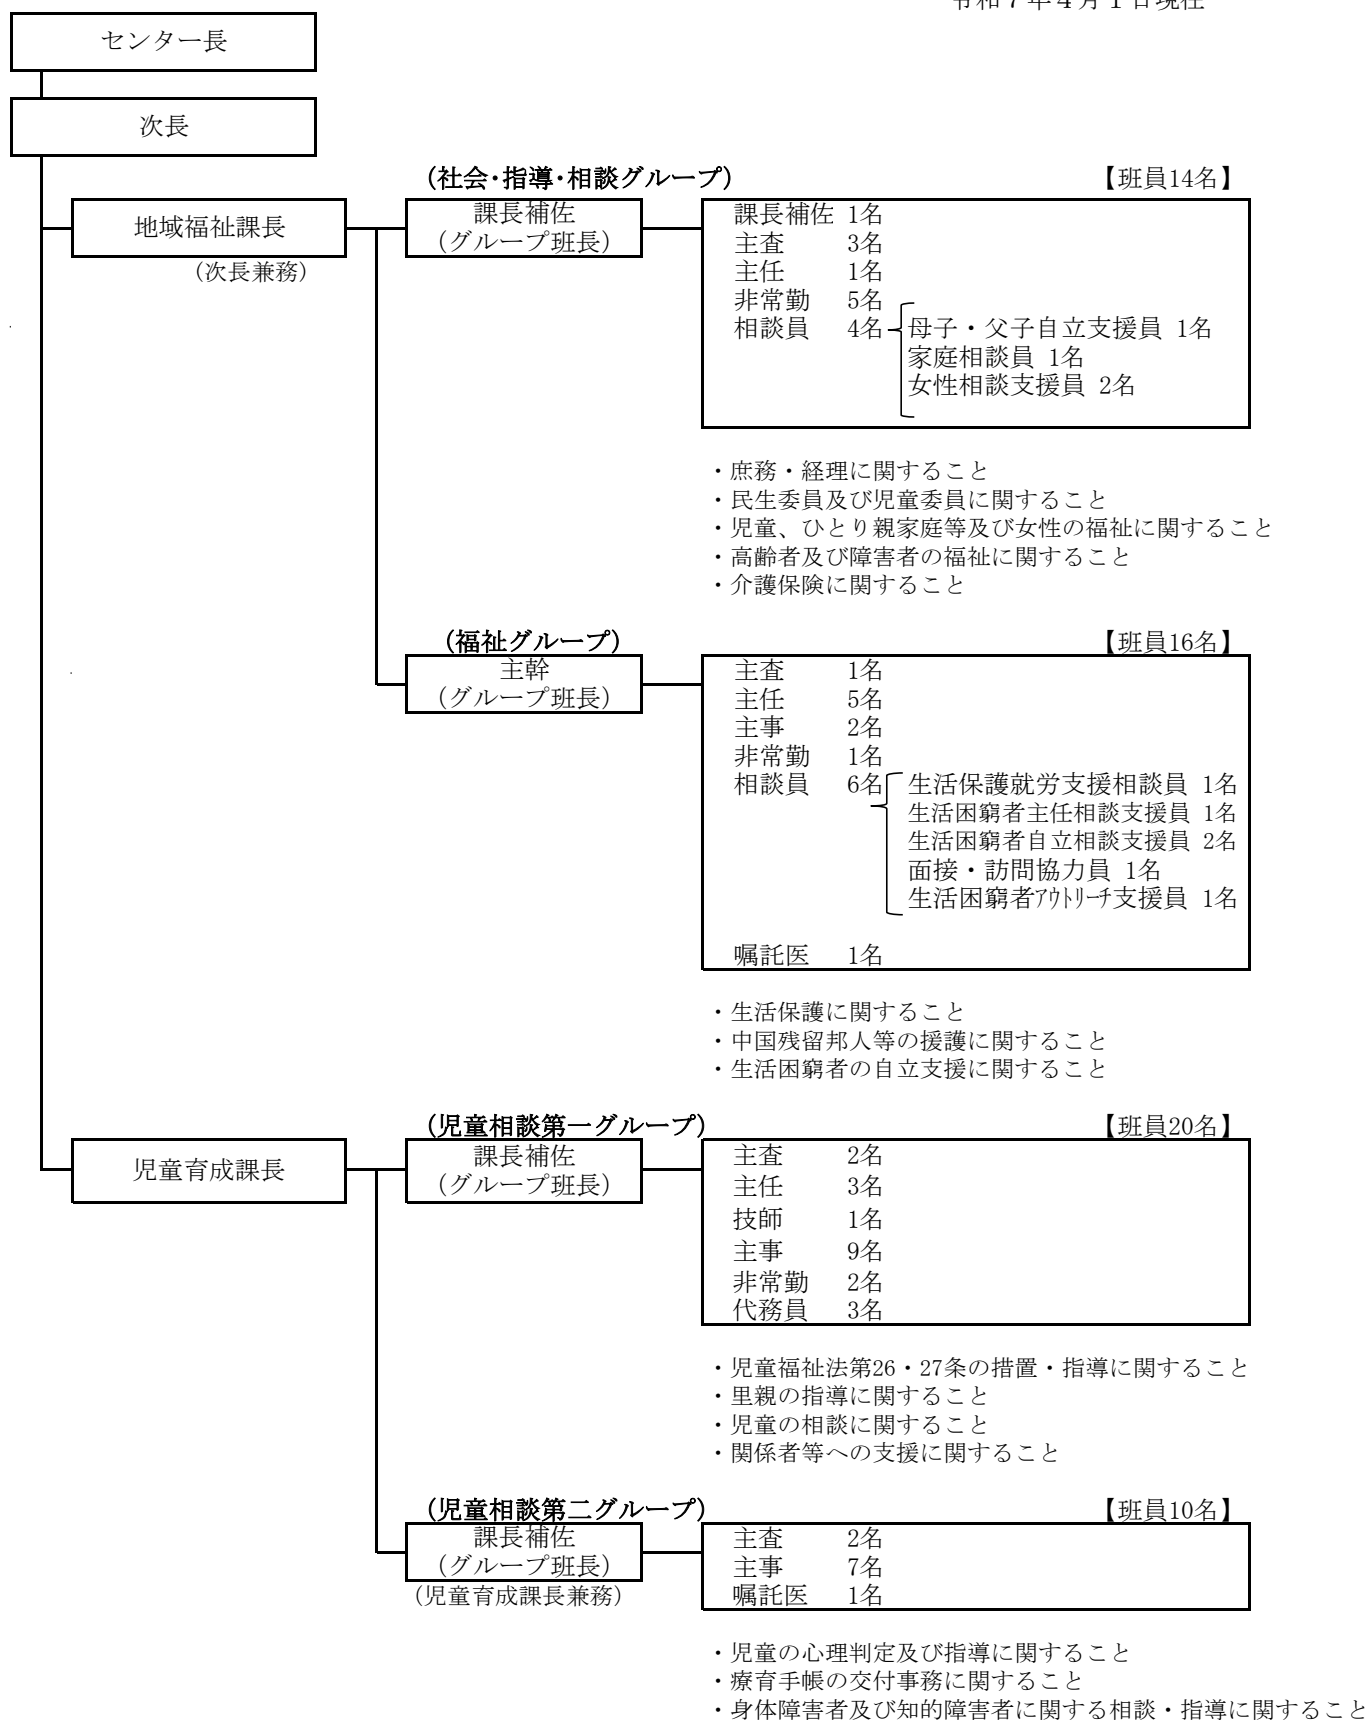 令和７年４月１日現在
センター長
次長
（社会・指導・相談グループ） 【班員14名】
地域福祉課長
（次長兼務）
課長補佐
（グループ班長）
課長補佐 1名
主査 3名
主任 1名
非常勤 5名
相談員 4名 母子・父子自立支援員 1名
家庭相談員 1名
女性相談支援員 2名
・庶務・経理に関すること
・民生委員及び児童委員に関すること
・児童、ひとり親家庭等及び女性の福祉に関すること
・高齢者及び障害者の福祉に関すること
・介護保険に関すること
（福祉グループ） 【班員16名】
主幹
（グループ班長）
主査 1名
主任 5名
主事 2名
非常勤 1名
相談員 6名 生活保護就労支援相談員 1名
生活困窮者主任相談支援員 1名
生活困窮者自立相談支援員 2名
面接・訪問協力員 1名
生活困窮者ｱｳﾄﾘｰﾁ支援員 1名
嘱託医 1名
・生活保護に関すること
・中国残留邦人等の援護に関すること
・生活困窮者の自立支援に関すること
（児童相談第一グループ） 【班員20名】
児童育成課長
課長補佐
（グループ班長）
主査 2名
主任 3名
技師 1名
主事 9名
非常勤 2名
代務員 3名
・児童福祉法第26・27条の措置・指導に関すること
・里親の指導に関すること
・児童の相談に関すること
・関係者等への支援に関すること
（児童相談第二グループ） 【班員10名】
課長補佐
（グループ班長）
（児童育成課長兼務）
主査 2名
主事 7名
嘱託医 1名
・児童の心理判定及び指導に関すること
・療育手帳の交付事務に関すること
・身体障害者及び知的障害者に関する相談・指導に関すること